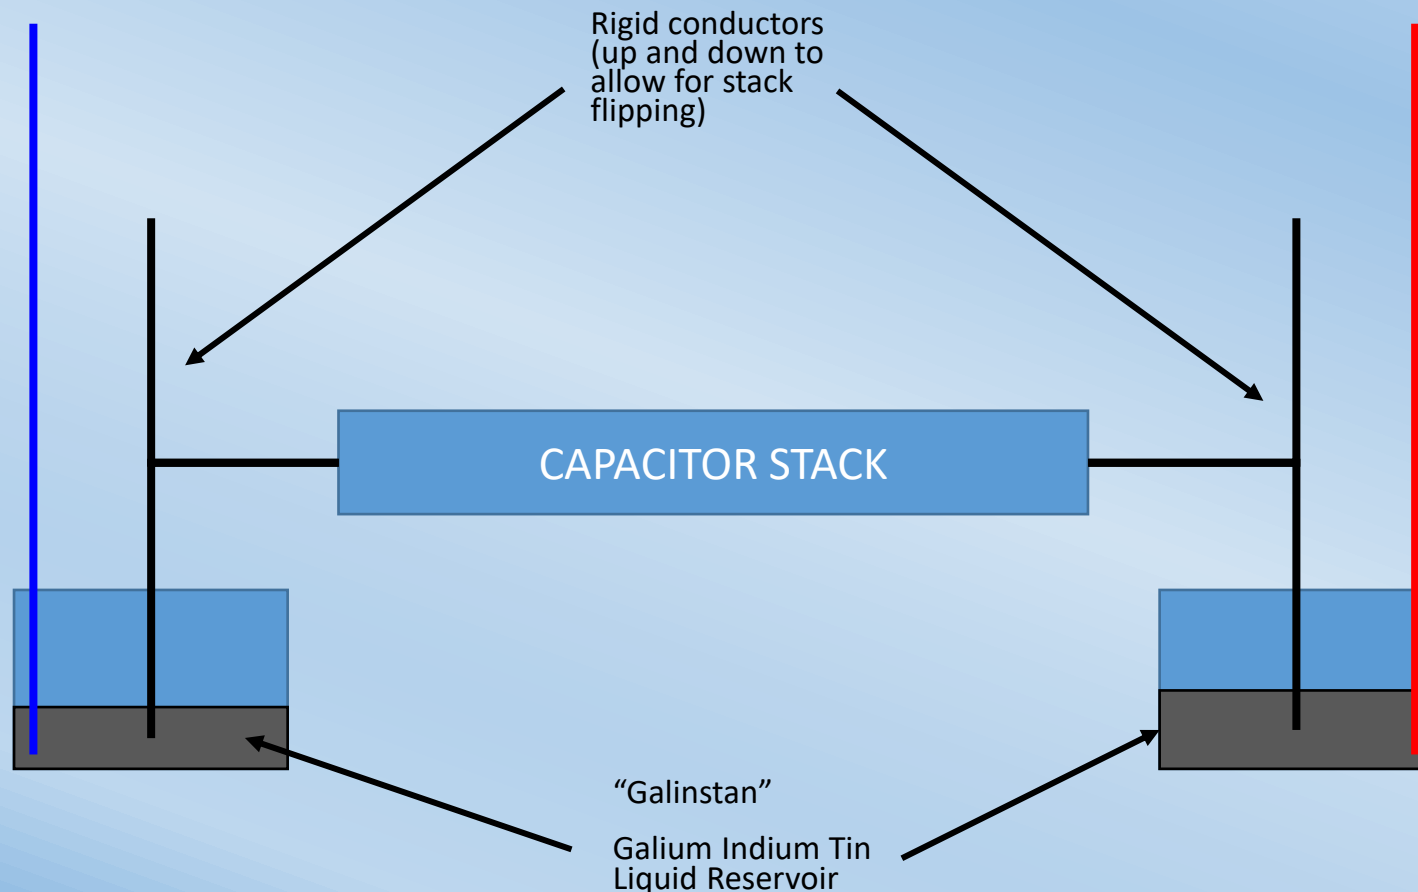 Rigid conductors
(up and down to
allow for stack
flipping)
CAPACITOR STACK
“Galinstan”
Galium Indium Tin
Liquid Reservoir